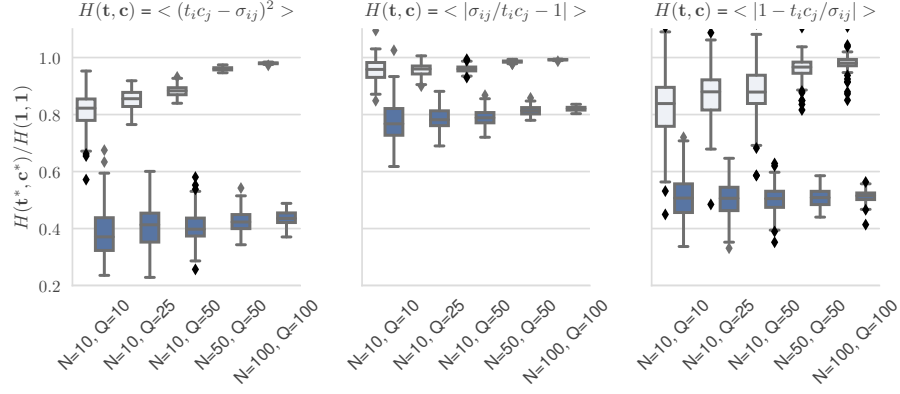 H(t, c) = < (t_i c_j − σ_ij)² >
H(t, c) = < |σ_ij/t_i c_j − 1| >
H(t, c) = < |1 − t_i c_j/σ_ij| >
H(t*, c*)/H(1, 1)
1.0
0.8
0.6
0.4
0.2
N=10, Q=10
N=10, Q=25
N=10, Q=50
N=50, Q=50
N=100, Q=100
N=10, Q=10
N=10, Q=25
N=10, Q=50
N=50, Q=50
N=100, Q=100
N=10, Q=10
N=10, Q=25
N=10, Q=50
N=50, Q=50
N=100, Q=100